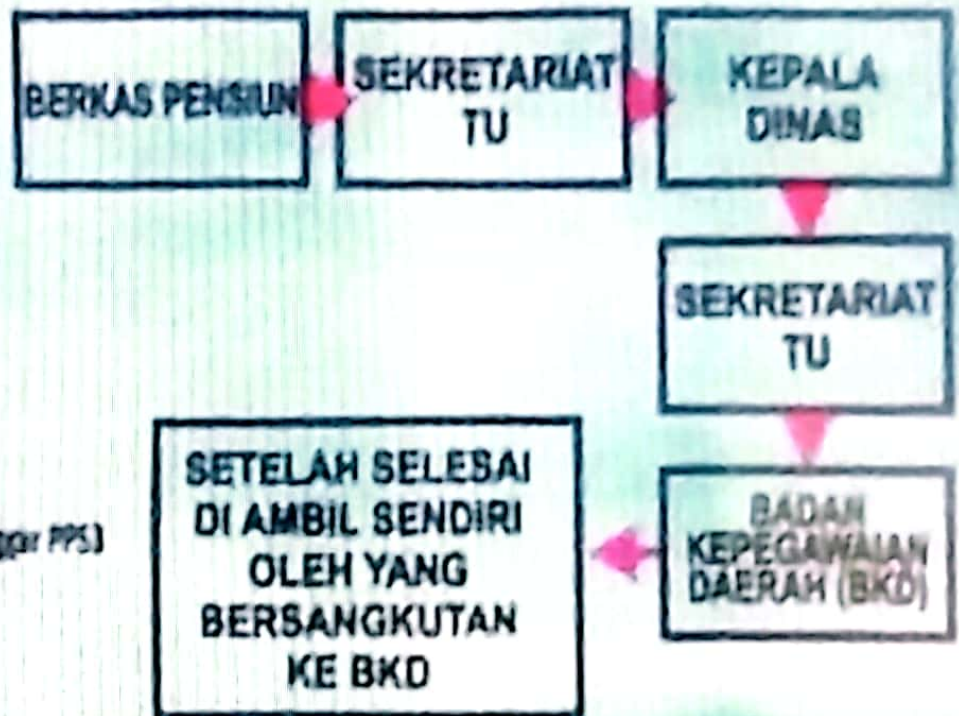 BERKAS PENSIUN
SEKRETARIAT
TU
KEPALA
DINAS
SEKRETARIAT
TU
BADAN
KEPEGAWAIAN
DAERAH (BKD)
SETELAH SELESAI
DI AMBIL SENDIRI
OLEH YANG
BERSANGKUTAN
KE BKD
PPS)